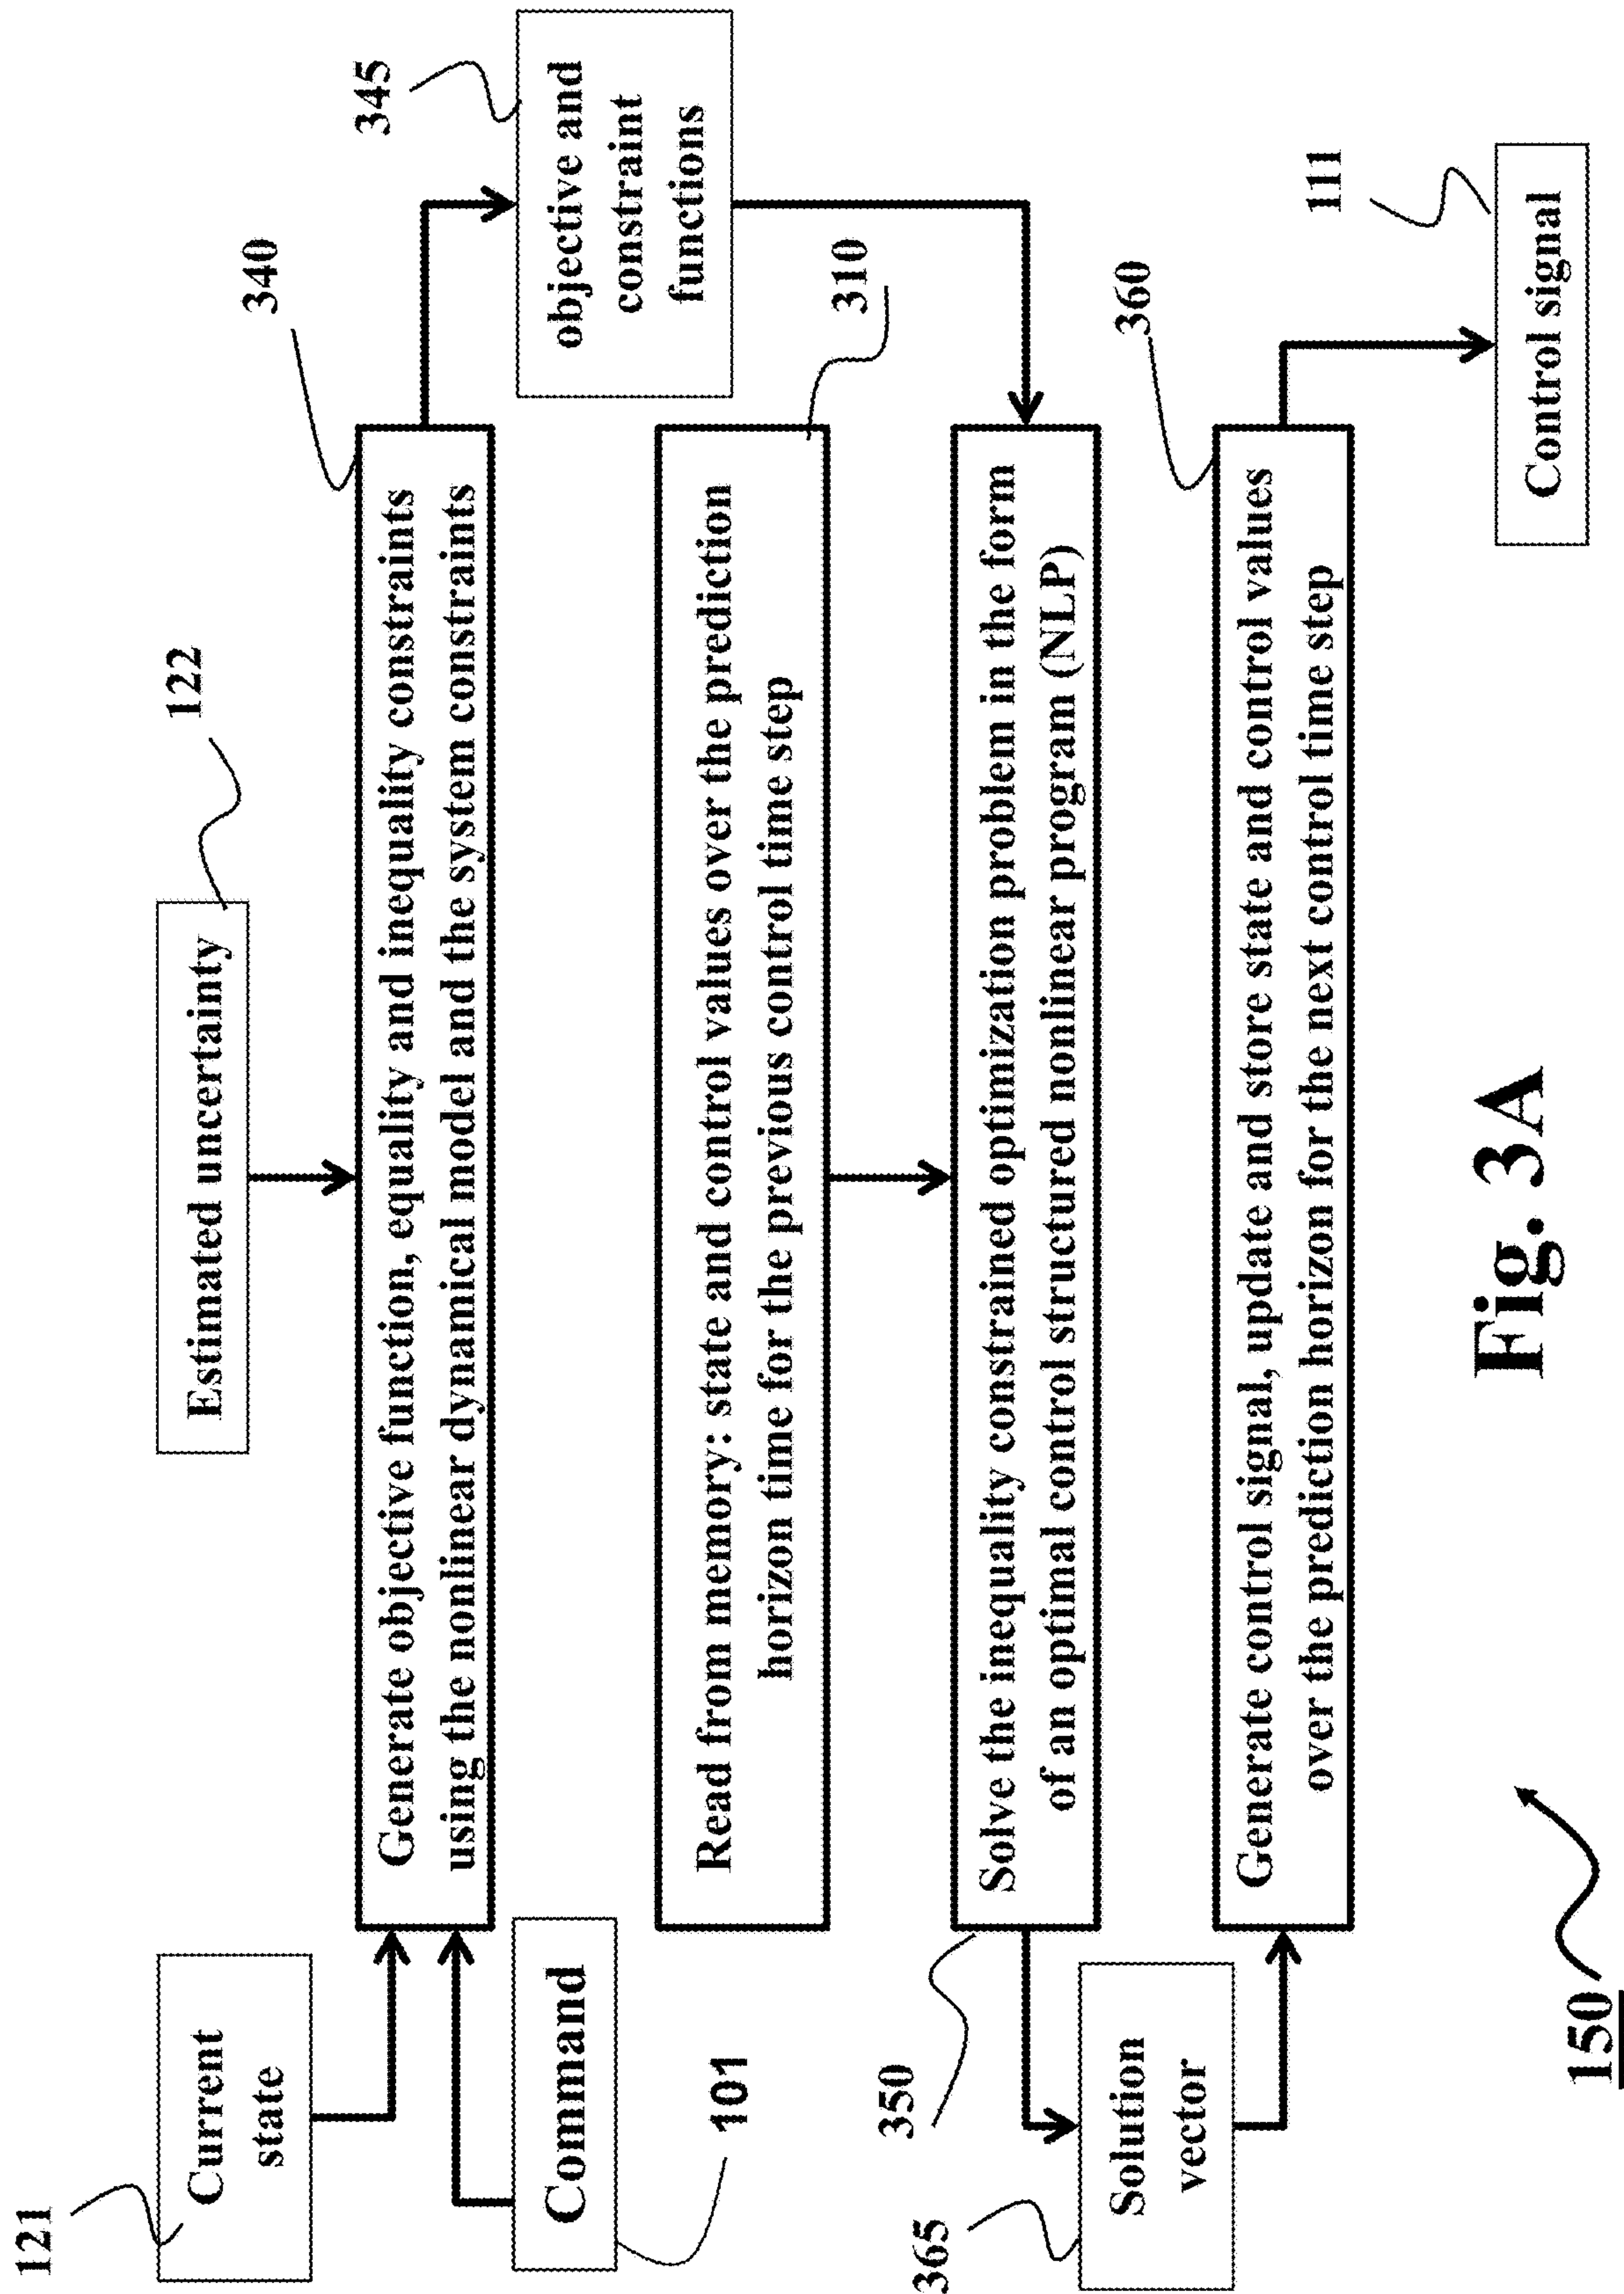 121
Current
state
Estimated uncertainty
122
340
Generate objective function, equality and inequality constraints
using the nonlinear dynamical model and the system constraints
345
objective and
constraint
functions
Command
101
310
Read from memory: state and control values over the prediction
horizon time for the previous control time step
350
Solve the inequality constrained optimization problem in the form
of an optimal control structured nonlinear program (NLP)
365
Solution
vector
360
Generate control signal, update and store state and control values
over the prediction horizon for the next control time step
111
Control signal
150
Fig. 3A